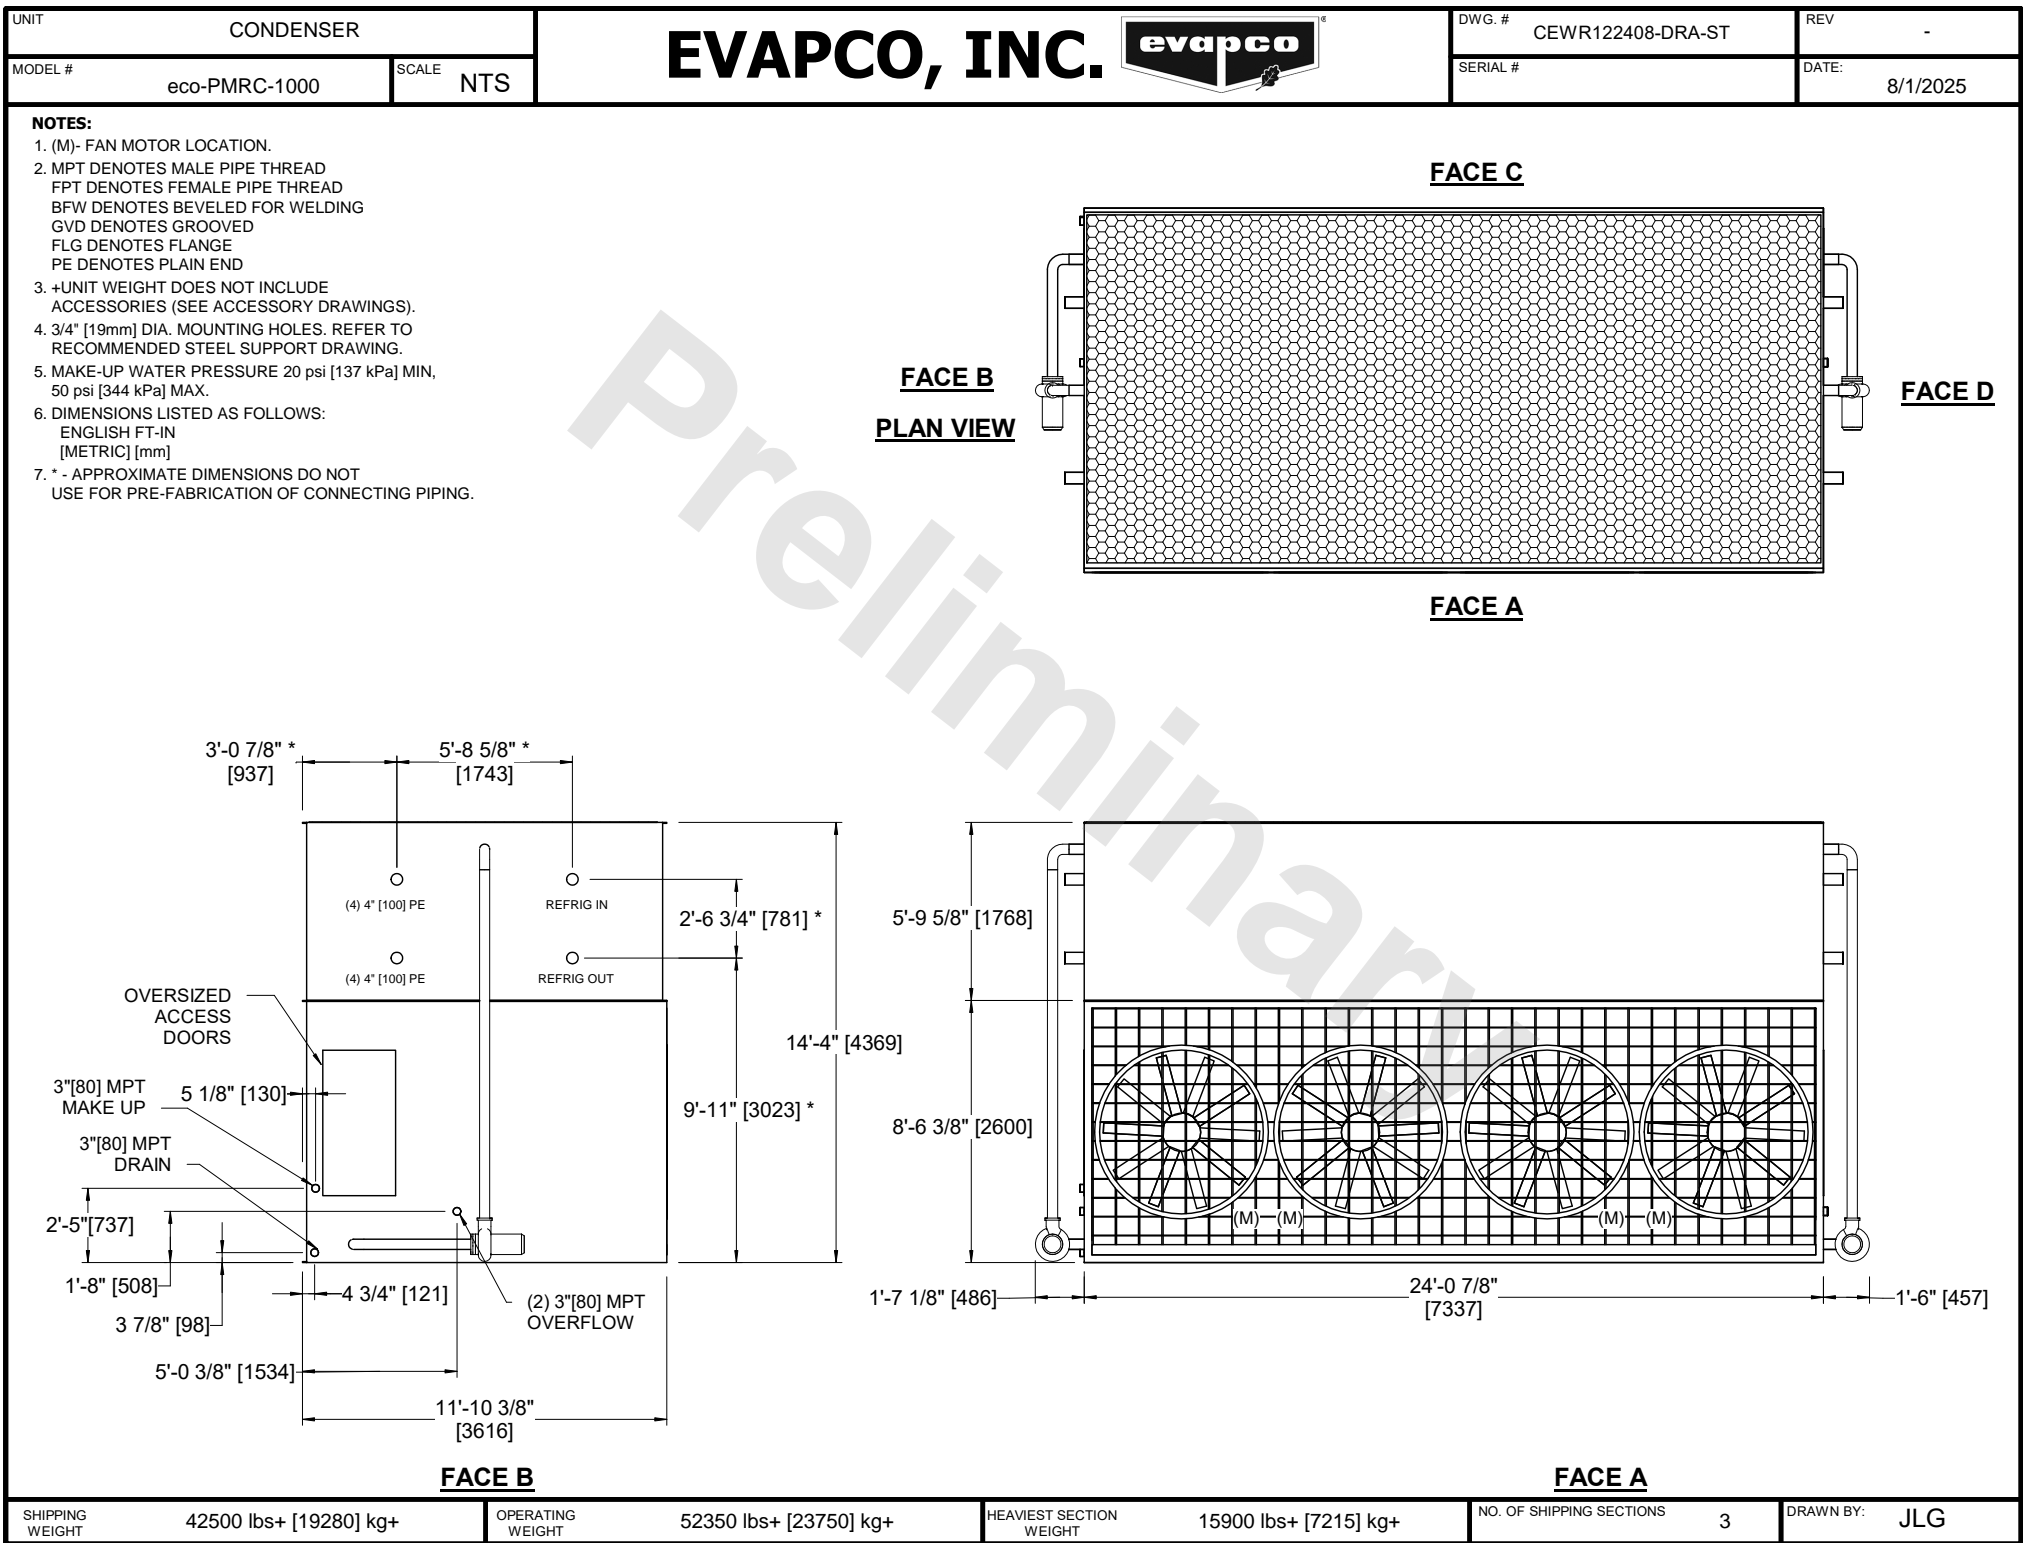 UNIT
CONDENSER
MODEL #
eco-PMRC-1000
SCALE
NTS
EVAPCO, INC.
evapco
®
DWG. #
CEWR122408-DRA-ST
REV
-
SERIAL #
DATE:
8/1/2025
NOTES:
1. (M)- FAN MOTOR LOCATION.
2. MPT DENOTES MALE PIPE THREAD
FPT DENOTES FEMALE PIPE THREAD
BFW DENOTES BEVELED FOR WELDING
GVD DENOTES GROOVED
FLG DENOTES FLANGE
PE DENOTES PLAIN END
3. +UNIT WEIGHT DOES NOT INCLUDE
ACCESSORIES (SEE ACCESSORY DRAWINGS).
4. 3/4" [19mm] DIA. MOUNTING HOLES. REFER TO
RECOMMENDED STEEL SUPPORT DRAWING.
5. MAKE-UP WATER PRESSURE 20 psi [137 kPa] MIN,
50 psi [344 kPa] MAX.
6. DIMENSIONS LISTED AS FOLLOWS:
ENGLISH FT-IN
[METRIC] [mm]
7. * - APPROXIMATE DIMENSIONS DO NOT
USE FOR PRE-FABRICATION OF CONNECTING PIPING.
FACE C
FACE B
PLAN VIEW
FACE D
FACE A
Preliminary
3'-0 7/8" *
[937]
5'-8 5/8" *
[1743]
(4) 4" [100] PE
REFRIG IN
(4) 4" [100] PE
REFRIG OUT
2'-6 3/4" [781] *
14'-4" [4369]
9'-11" [3023] *
OVERSIZED
ACCESS
DOORS
3"[80] MPT
MAKE UP
5 1/8" [130]
3"[80] MPT
DRAIN
2'-5"[737]
1'-8" [508]
3 7/8" [98]
4 3/4" [121]
(2) 3"[80] MPT
OVERFLOW
5'-0 3/8" [1534]
11'-10 3/8"
[3616]
FACE B
5'-9 5/8" [1768]
8'-6 3/8" [2600]
(M) (M) (M) (M)
1'-7 1/8" [486]
24'-0 7/8"
[7337]
1'-6" [457]
FACE A
SHIPPING
WEIGHT
42500 lbs+ [19280] kg+
OPERATING
WEIGHT
52350 lbs+ [23750] kg+
HEAVIEST SECTION
WEIGHT
15900 lbs+ [7215] kg+
NO. OF SHIPPING SECTIONS
3
DRAWN BY:
JLG